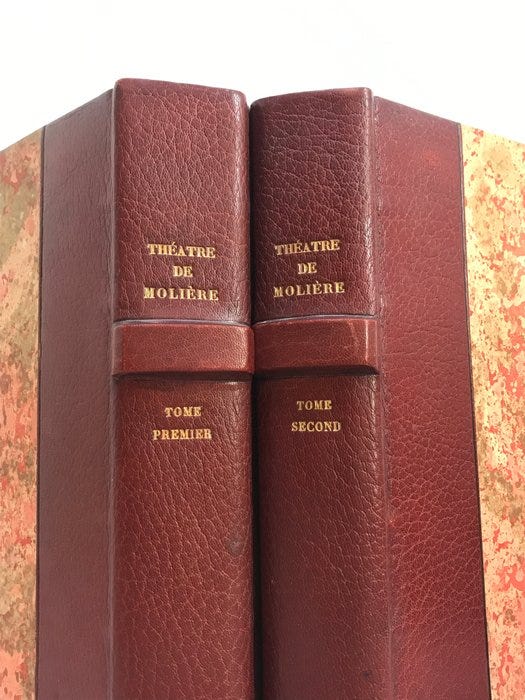 THÉATRE
DE
MOLIÈRE
TOME
PREMIER
THÉATRE
DE
MOLIÈRE
TOME
SECOND